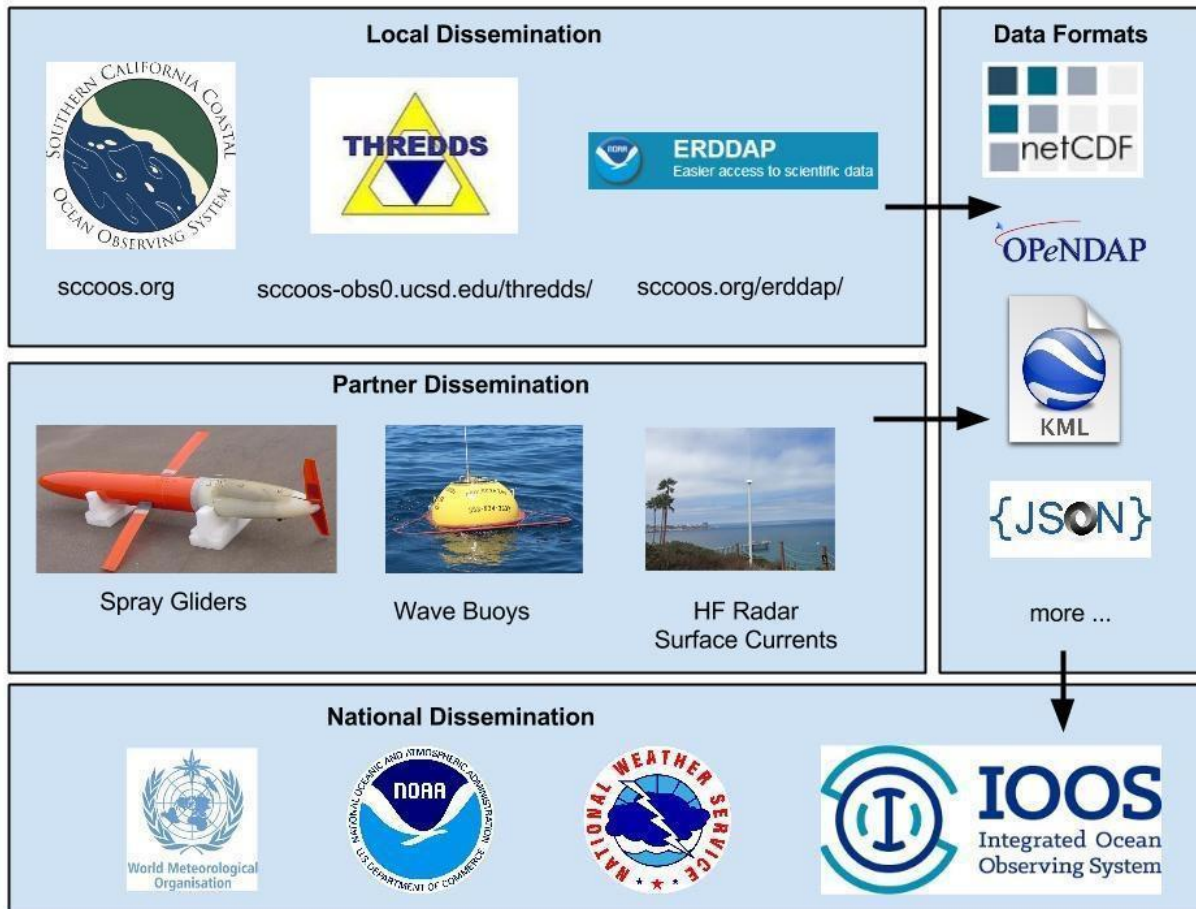 Local Dissemination
SOUTHERN CALIFORNIA COASTAL
OCEAN OBSERVING SYSTEM
THREDDS
NOAA
ERDDAP
Easier access to scientific data
sccoos.org
sccoos-obs0.ucsd.edu/thredds/
sccoos.org/erddap/
Data Formats
netCDF
OPeNDAP
KML
{JSON}
more ...
Partner Dissemination
Spray Gliders
Wave Buoys
HF Radar
Surface Currents
National Dissemination
World Meteorological
Organisation
NATIONAL OCEANIC AND ATMOSPHERIC ADMINISTRATION
NOAA
U.S. DEPARTMENT OF COMMERCE
NATIONAL WEATHER SERVICE
IOOS
Integrated Ocean
Observing System